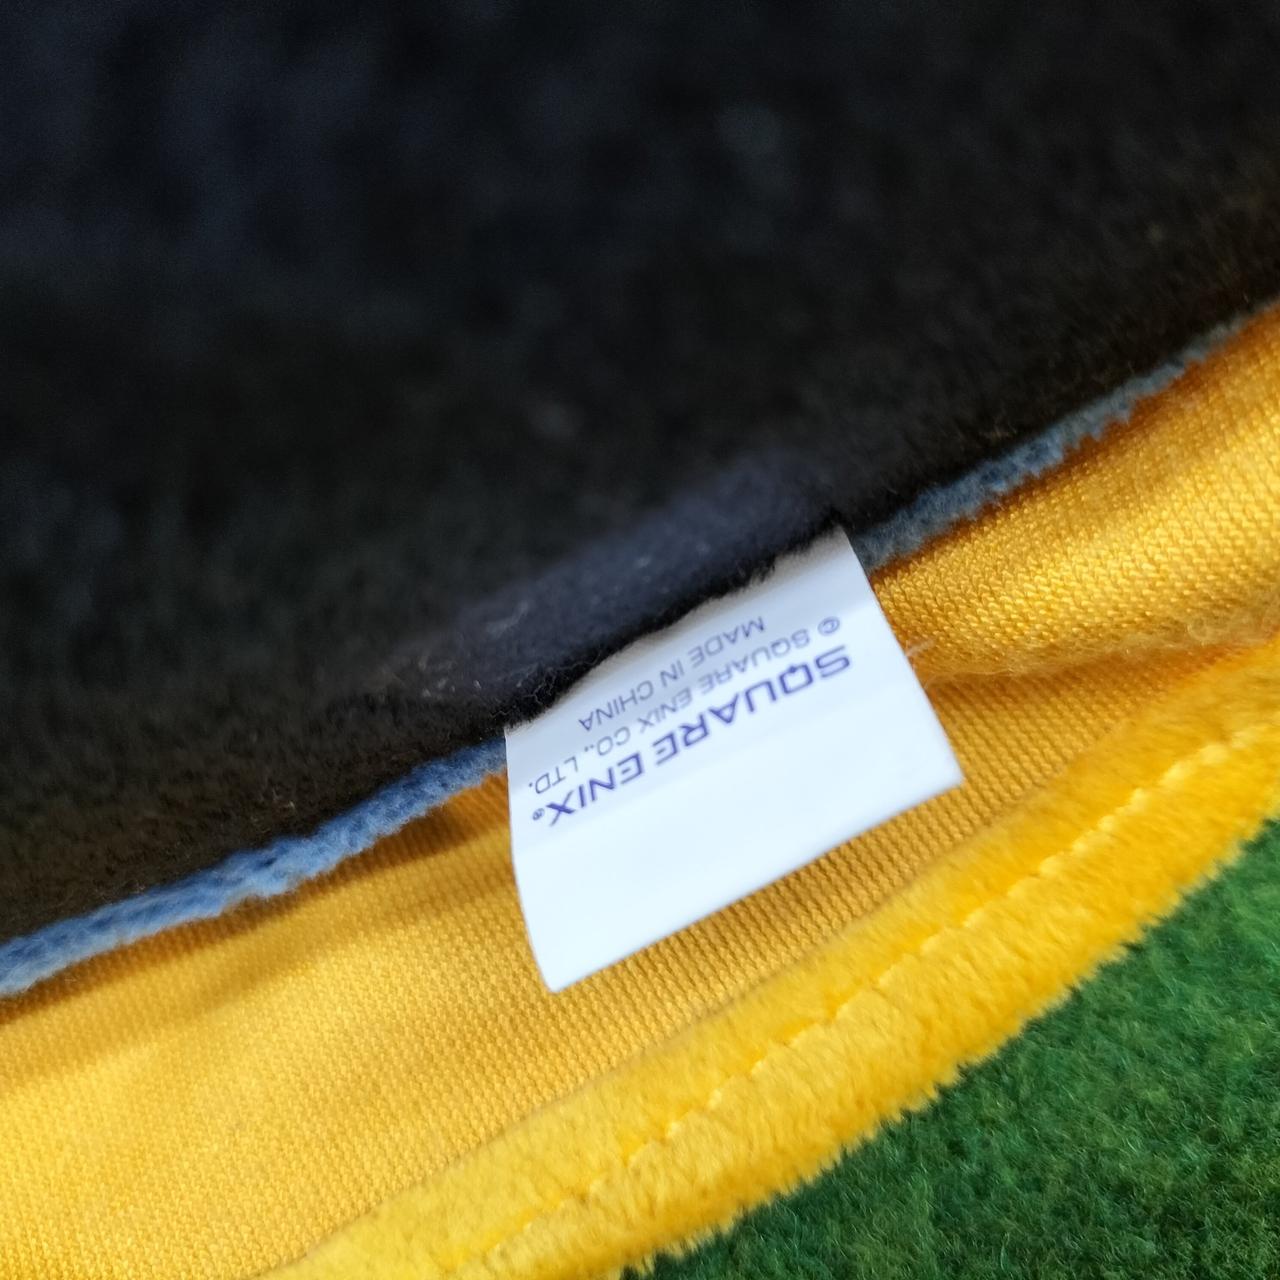 SQUARE ENIX®
© SQUARE ENIX CO., LTD.
MADE IN CHINA